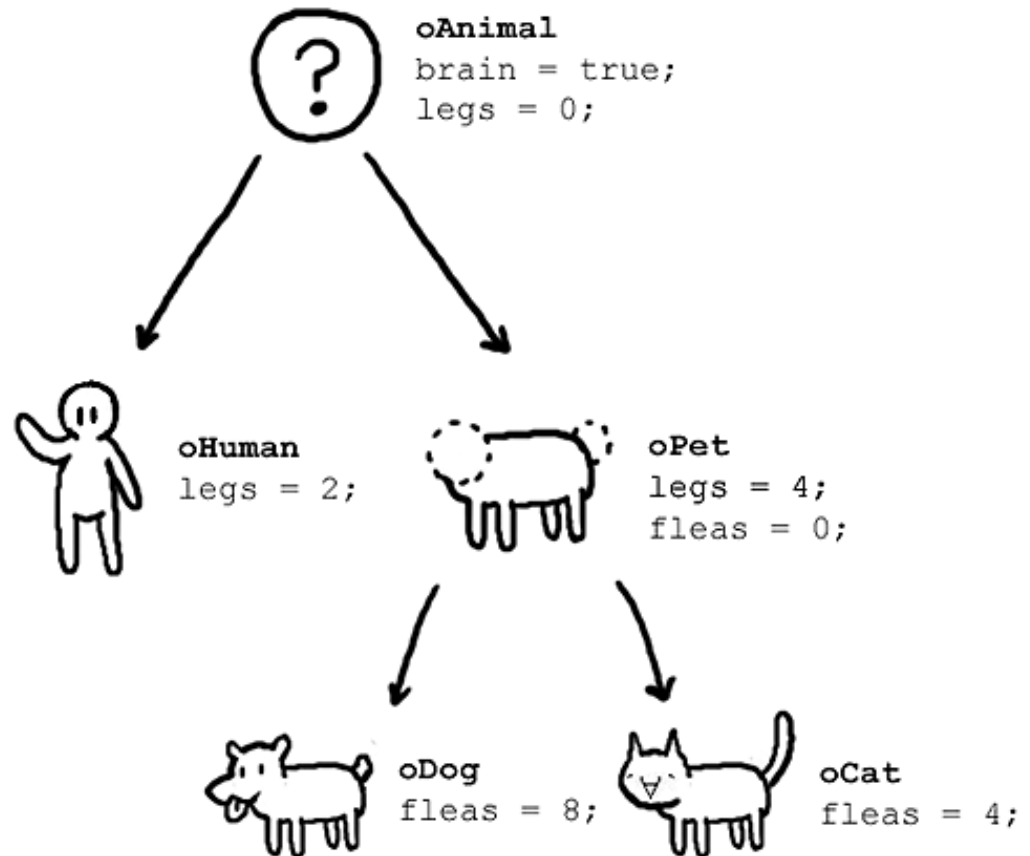 ?
oAnimal
brain = true;
legs = 0;
oHuman
legs = 2;
oPet
legs = 4;
fleas = 0;
oDog
fleas = 8;
oCat
fleas = 4;